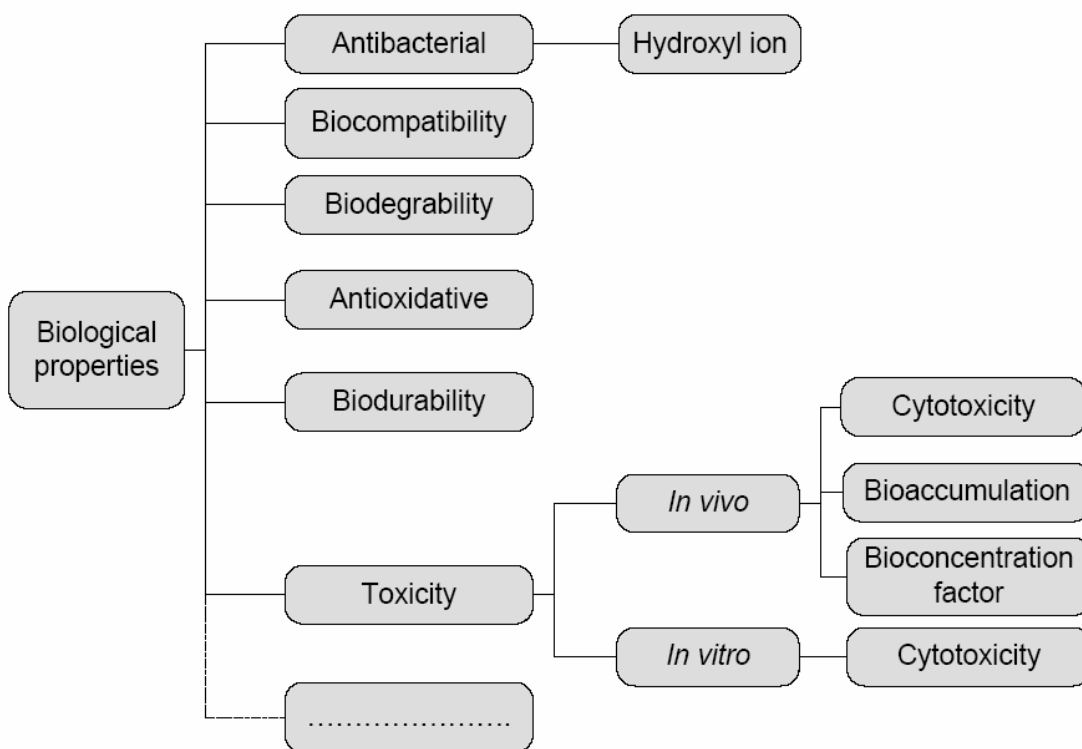 Antibacterial
Hydroxyl ion
Biocompatibility
Biodegrability
Antioxidative
Biological
properties
Biodurability
Cytotoxicity
In vivo
Bioaccumulation
Bioconcentration
factor
Toxicity
In vitro
Cytotoxicity
......................